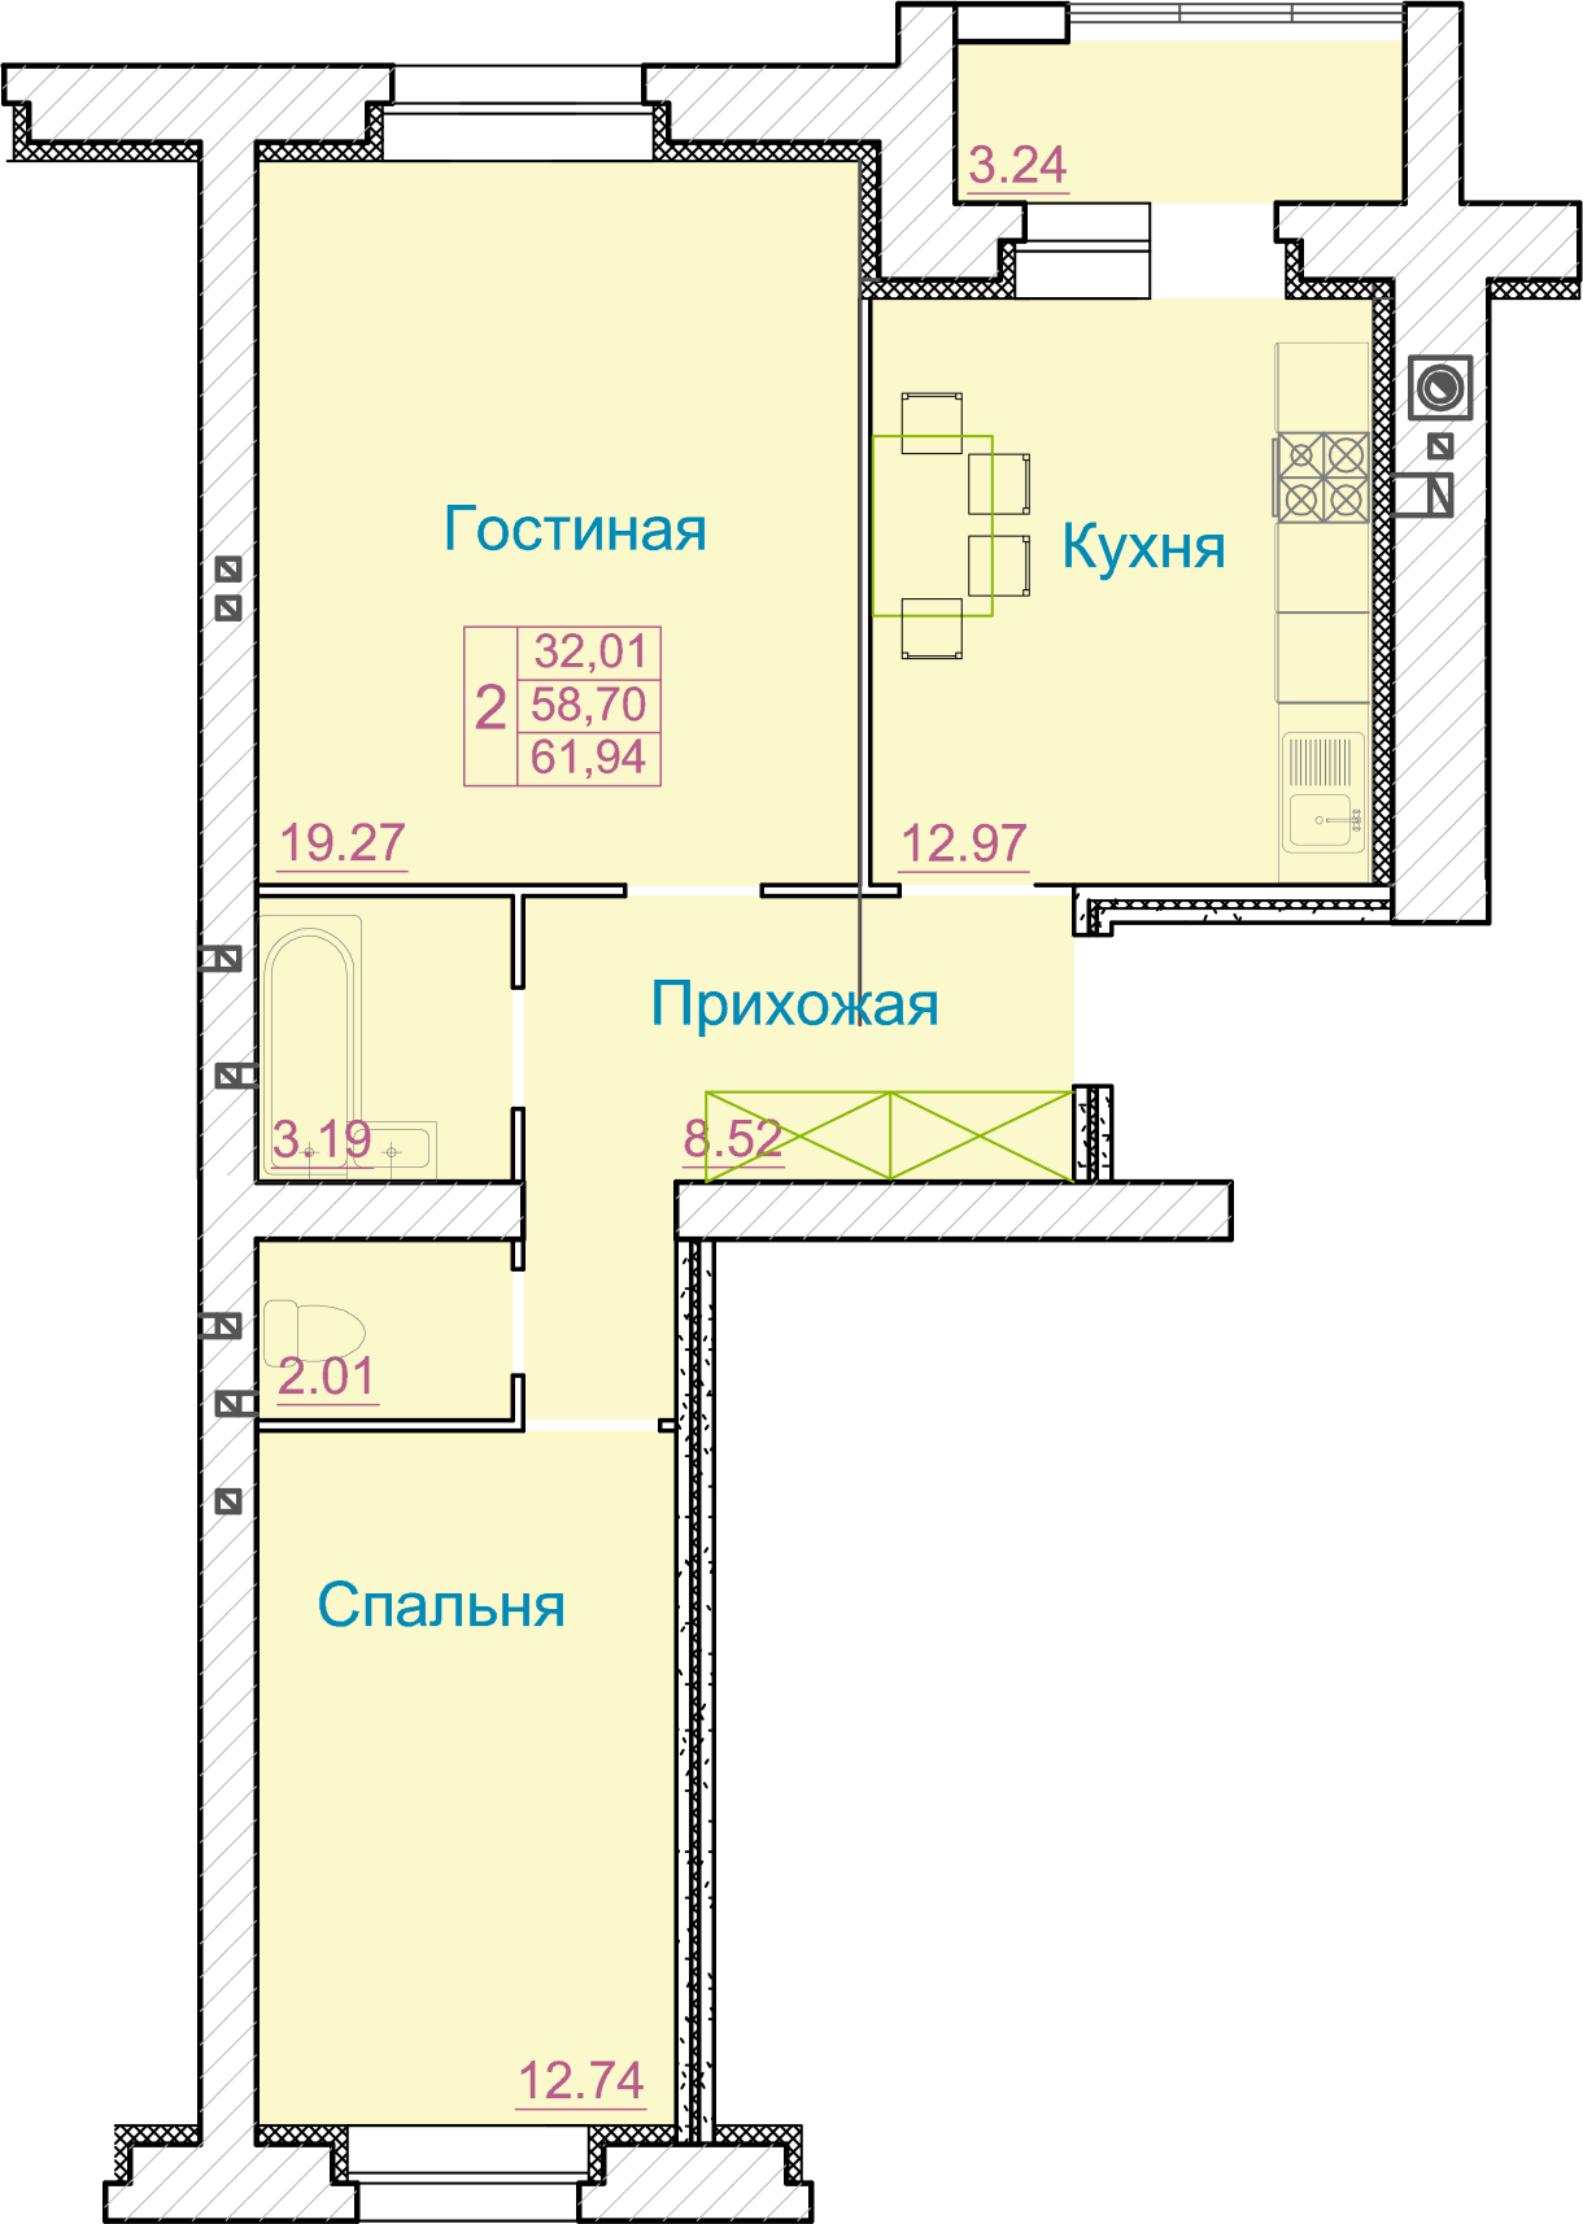 3.24
Гостиная
Кухня
2
32,01
58,70
61,94
19.27
12.97
Прихожая
3.19
8.52
2.01
Спальня
12.74